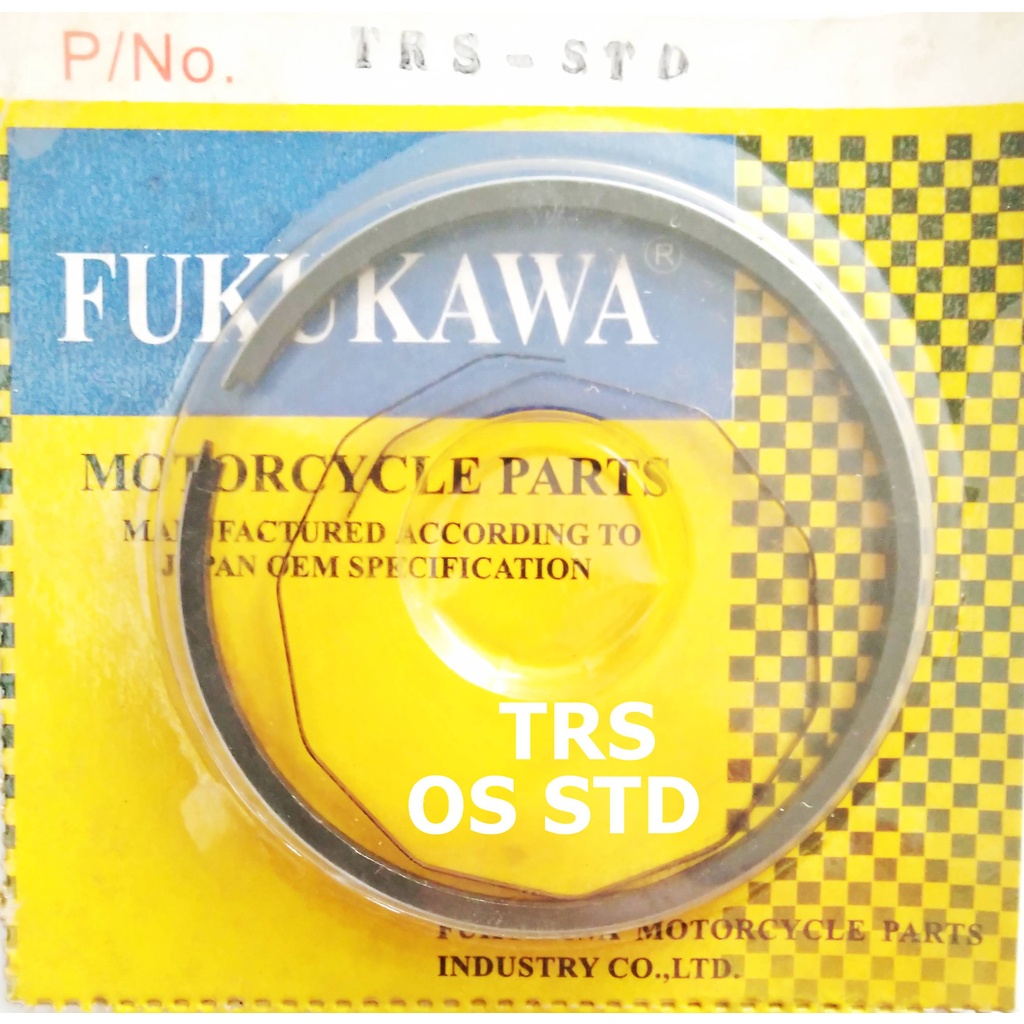 P/No. TRS-STD
FUKUKAWA®
MOTORCYCLE PARTS
MANUFACTURED ACCORDING TO
JAPAN OEM SPECIFICATION
TRS
OS STD
FUKUKAWA MOTORCYCLE PARTS
INDUSTRY CO.,LTD.